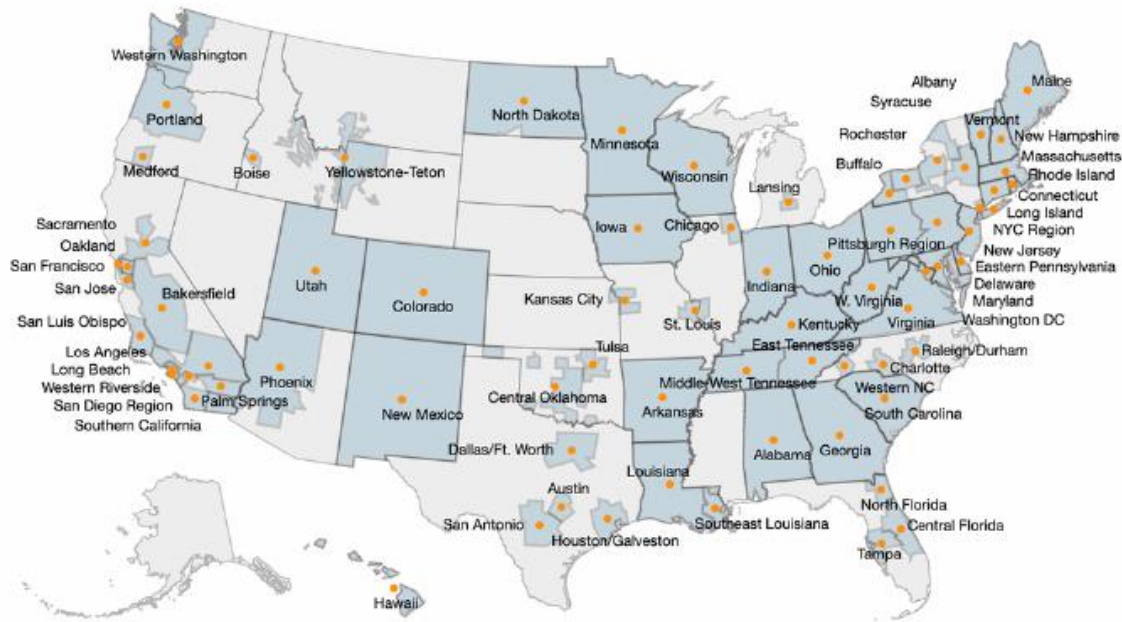 Western Washington
Portland
Medford
Boise
Yellowstone-Teton
North Dakota
Minnesota
Wisconsin
Iowa
Chicago
Lansing
Albany
Syracuse
Rochester
Buffalo
Maine
Vermont
New Hampshire
Massachusetts
Rhode Island
Connecticut
Long Island
NYC Region
New Jersey
Eastern Pennsylvania
Delaware
Maryland
Washington DC
Pittsburgh Region
Ohio
Indiana
W. Virginia
Virginia
Kentucky
East Tennessee
Middle-West Tennessee
Raleigh/Durham
Charlotte
Western NC
South Carolina
Sacramento
Oakland
San Francisco
San Jose
Bakersfield
San Luis Obispo
Los Angeles
Long Beach
Western Riverside
San Diego Region
Palm Springs
Southern California
Utah
Colorado
Phoenix
New Mexico
Kansas City
St. Louis
Tulsa
Central Oklahoma
Arkansas
Dallas/Ft. Worth
Austin
San Antonio
Houston/Galveston
Louisiana
Southeast Louisiana
Alabama
Georgia
North Florida
Central Florida
Tampa
Hawaii